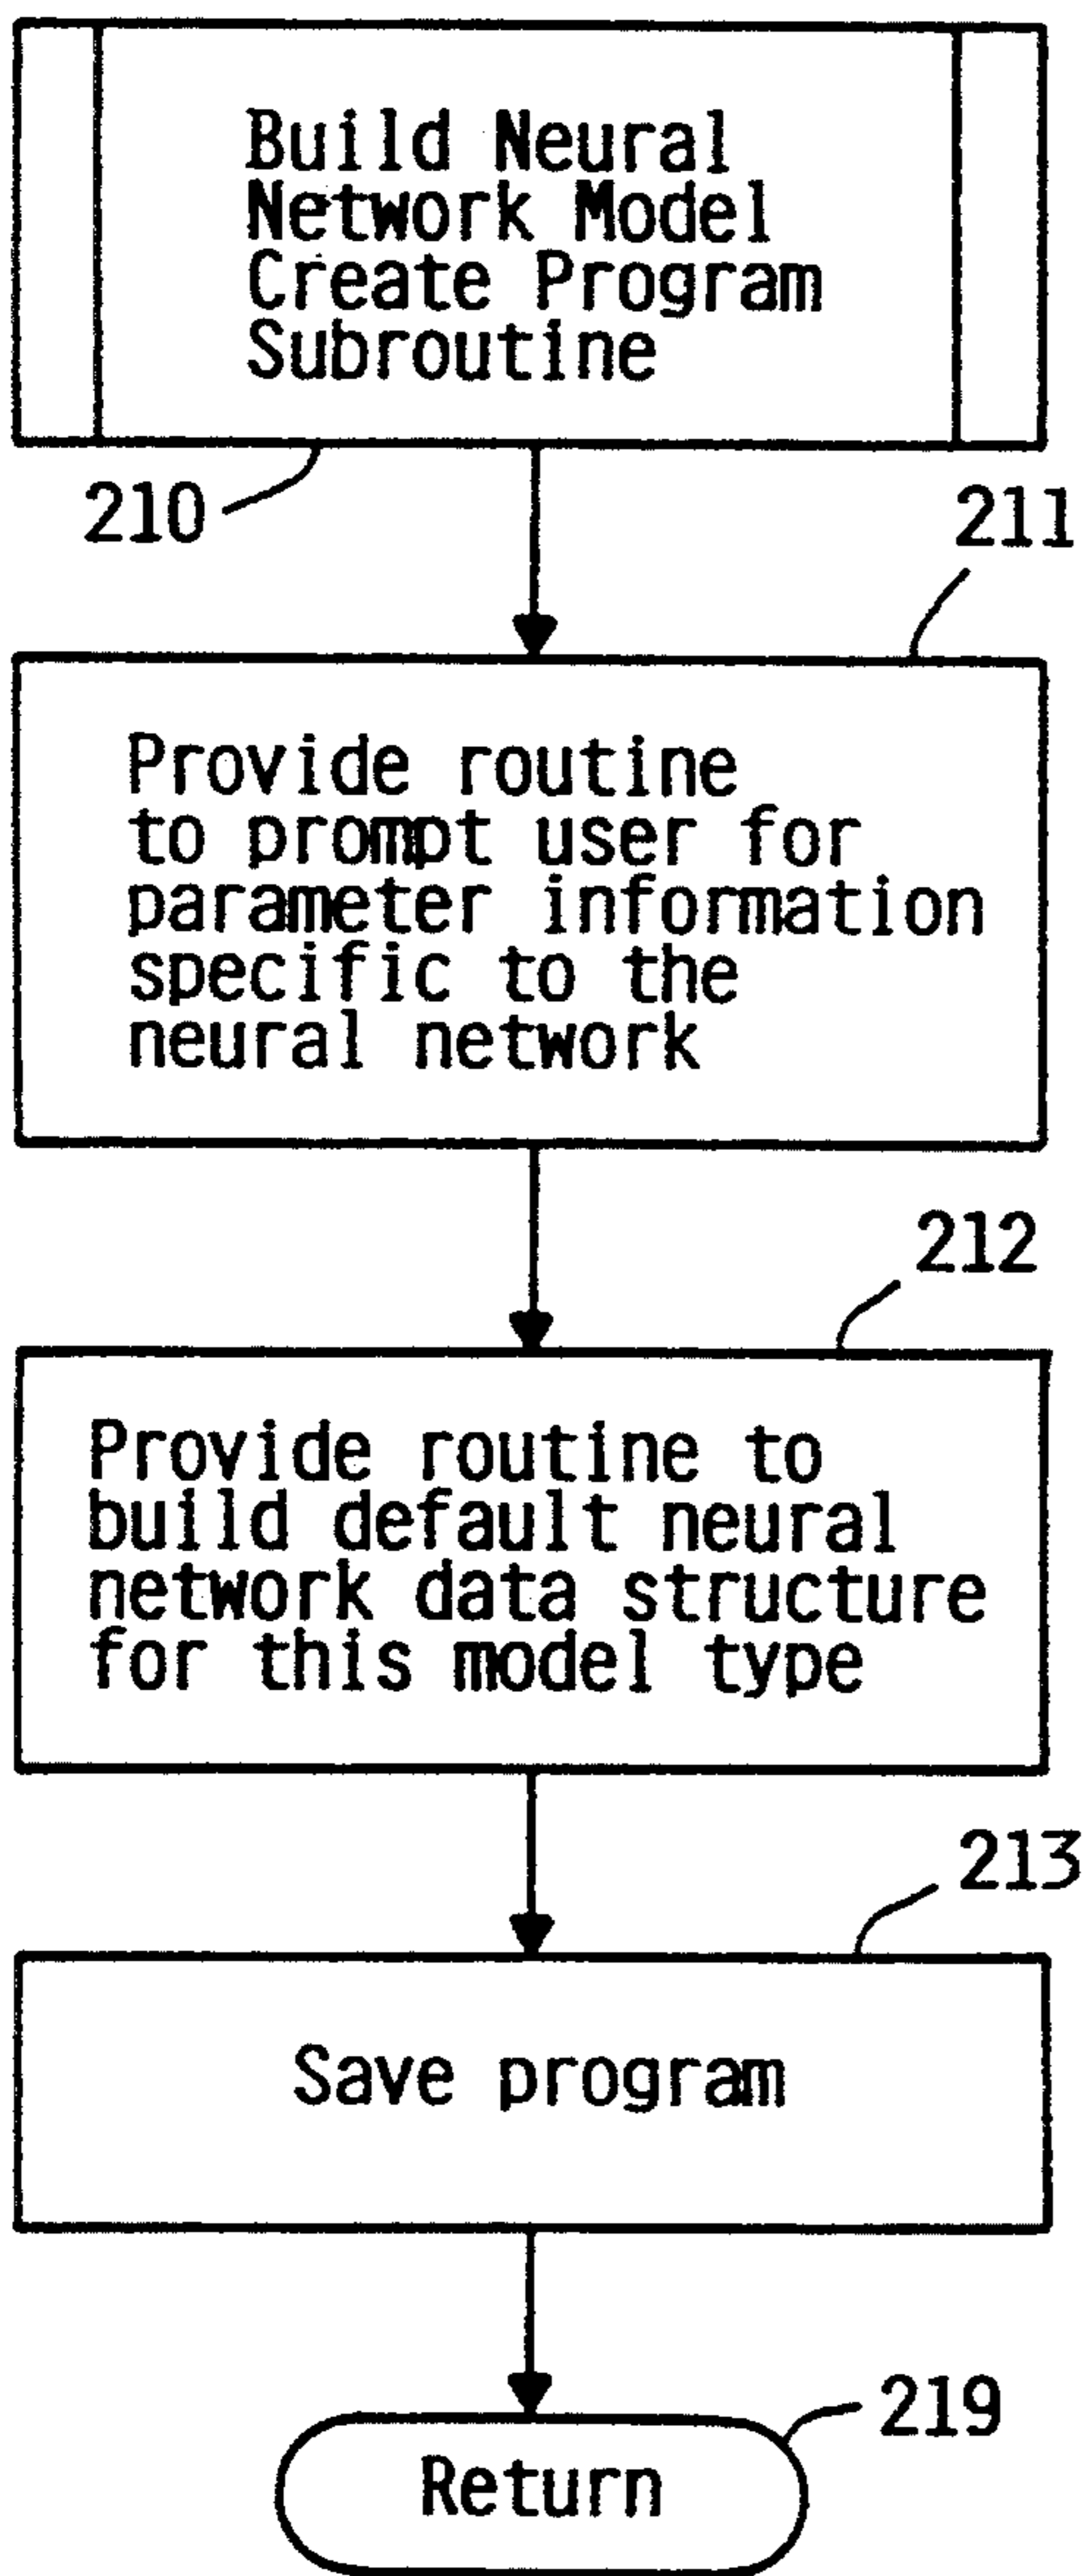 Build Neural
Network Model
Create Program
Subroutine
210
211
Provide routine
to prompt user for
parameter information
specific to the
neural network
212
Provide routine to
build default neural
network data structure
for this model type
213
Save program
219
Return